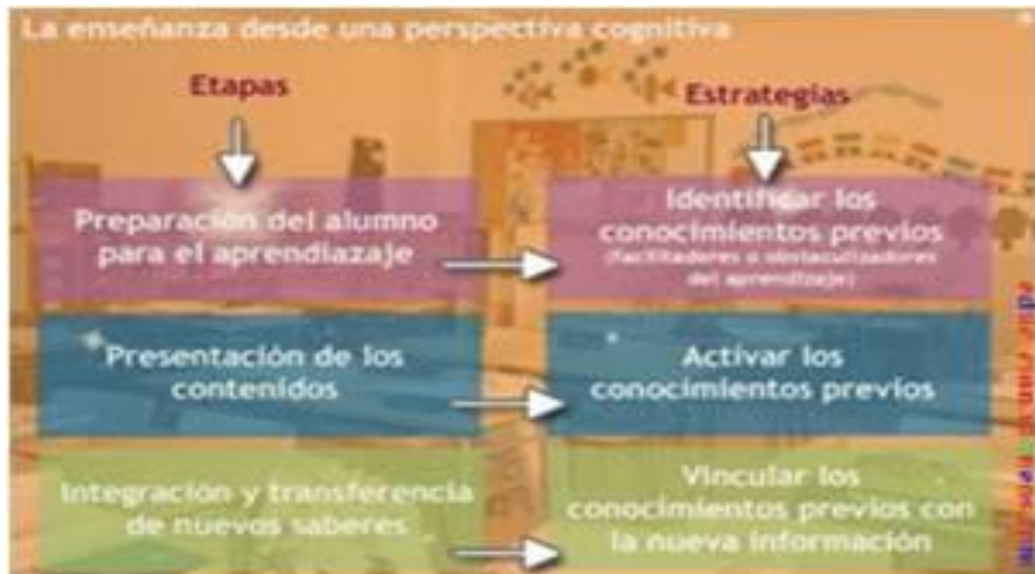 La enseñanza desde una perspectiva cognitiva
Etapas
Estrategias
Preparación del alumno
para el aprendiazaje
Identificar los
conocimientos previos
(facilitadores o obstaculizadores
del aprendizaje)
Presentación de los
contenidos
Activar los
conocimientos previos
Integración y transferencia
de nuevos saberes
Vincular los
conocimientos previos con
la nueva información